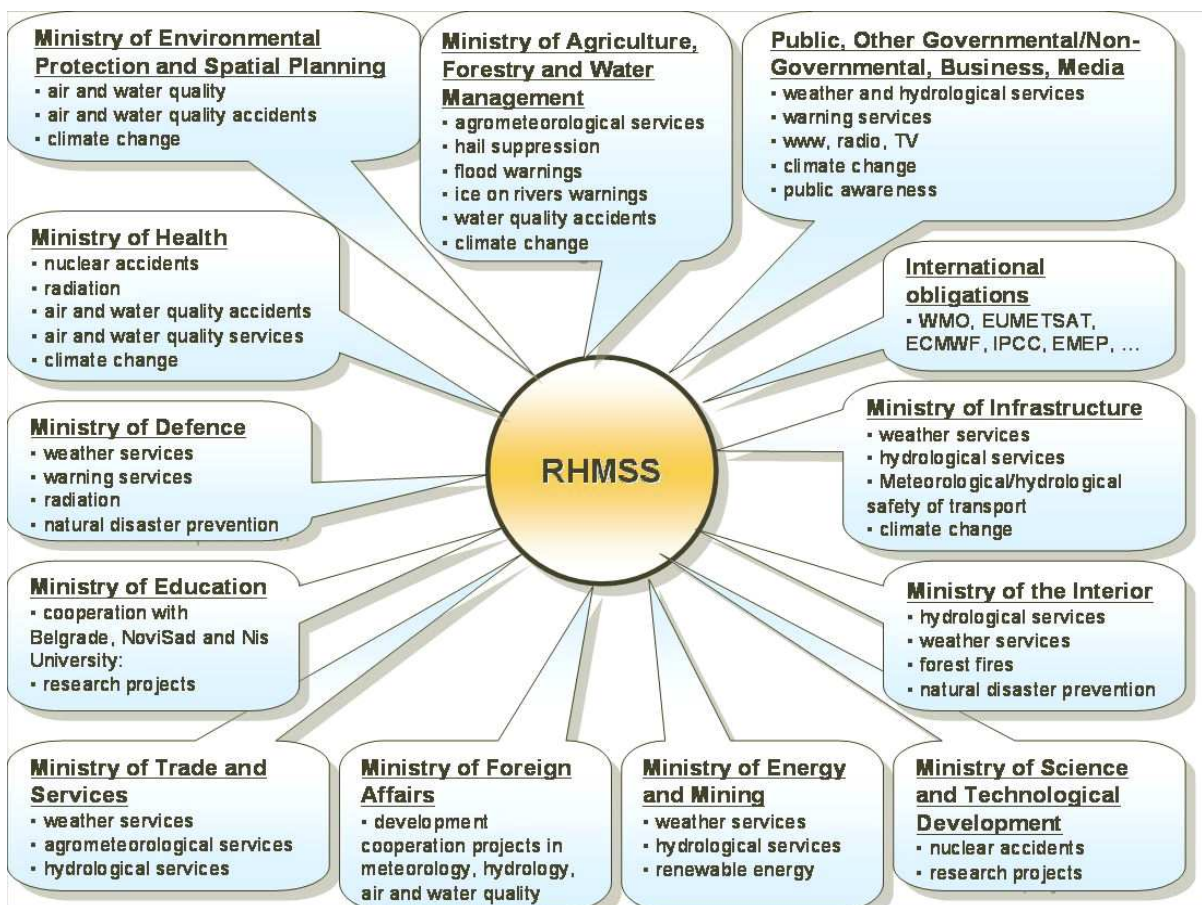 Ministry of Environmental
Protection and Spatial Planning
▪ air and water quality
▪ air and water quality accidents
▪ climate change
Ministry of Agriculture,
Forestry and Water
Management
▪ agrometeorological services
▪ hail suppression
▪ flood warnings
▪ ice on rivers warnings
▪ water quality accidents
▪ climate change
Public, Other Governmental/Non-
Governmental, Business, Media
▪ weather and hydrological services
▪ warning services
▪ www, radio, TV
▪ climate change
▪ public awareness
Ministry of Health
▪ nuclear accidents
▪ radiation
▪ air and water quality accidents
▪ air and water quality services
▪ climate change
International
obligations
▪ WMO, EUMETSAT,
ECMWF, IPCC, EMEP, ...
Ministry of Defence
▪ weather services
▪ warning services
▪ radiation
▪ natural disaster prevention
RHMSS
Ministry of Infrastructure
▪ weather services
▪ hydrological services
▪ Meteorological/hydrological
safety of transport
▪ climate change
Ministry of Education
▪ cooperation with
Belgrade, NoviSad and Nis
University:
▪ research projects
Ministry of the Interior
▪ hydrological services
▪ weather services
▪ forest fires
▪ natural disaster prevention
Ministry of Trade and
Services
▪ weather services
▪ agrometeorological services
▪ hydrological services
Ministry of Foreign
Affairs
▪ development
cooperation projects in
meteorology, hydrology,
air and water quality
Ministry of Energy
and Mining
▪ weather services
▪ hydrological services
▪ renewable energy
Ministry of Science
and Technological
Development
▪ nuclear accidents
▪ research projects